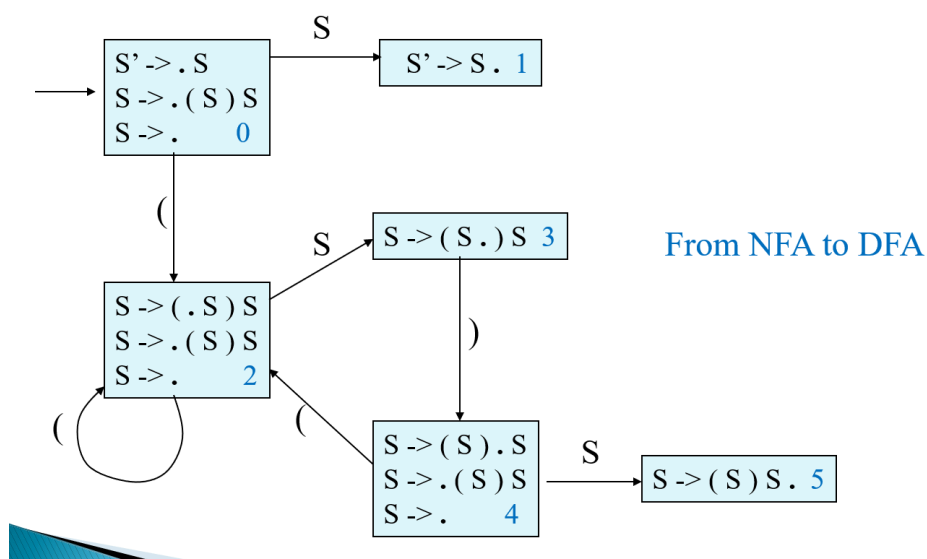 S
S’ -> . S
S -> . ( S ) S
S -> . 0
S’ -> S . 1
(
S
S -> ( S . ) S 3
From NFA to DFA
S -> ( . S ) S
S -> . ( S ) S
S -> . 2
)
(
(
S -> ( S ) . S
S -> . ( S ) S
S -> . 4
S
S -> ( S ) S . 5